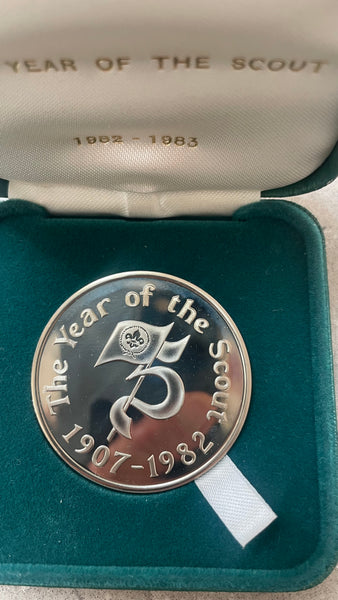 YEAR OF THE SCOUT
1982 - 1983
The Year of the Scout
1907-1982